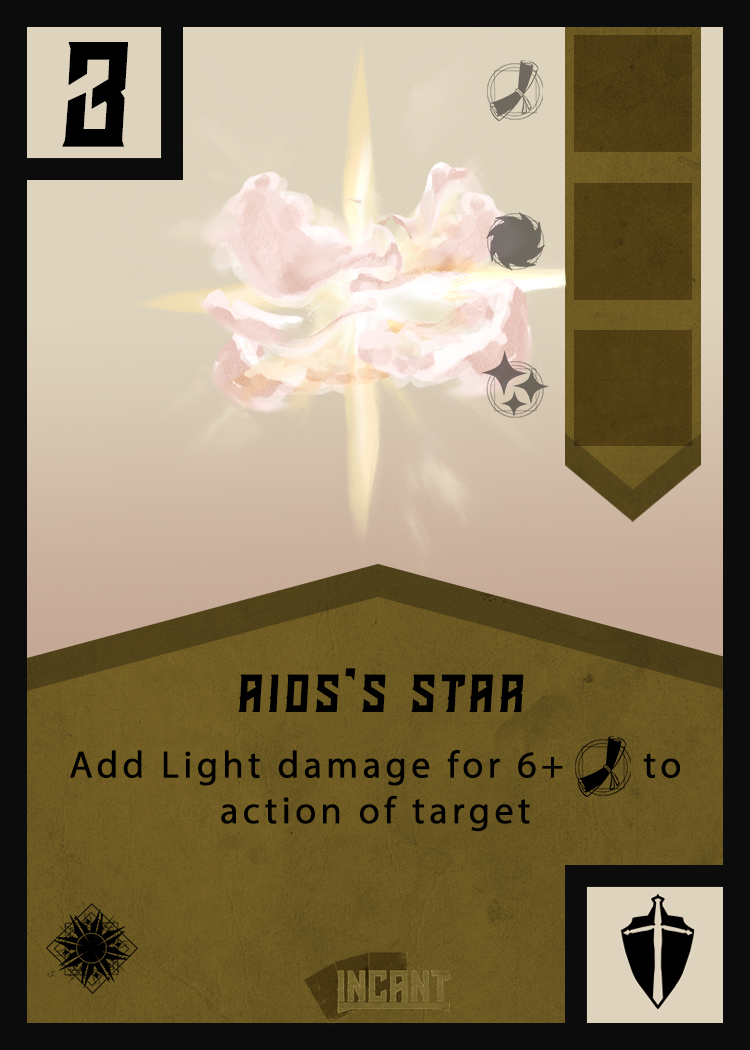 3
AIOS'S STAR
Add Light damage for 6+ to
action of target
INCANT